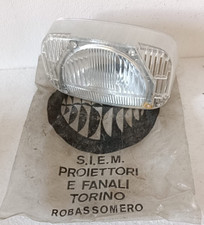 S.I.E.M.
PROIETTORI
E FANALI
TORINO
ROBASSOMERO